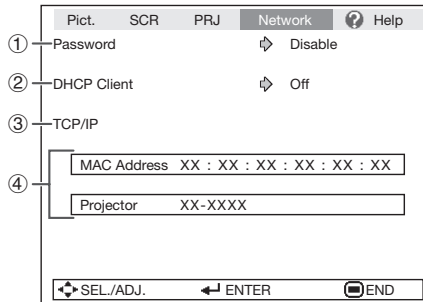 Pict. SCR PRJ Network ? Help
① Password Disable
② DHCP Client Off
③ TCP/IP
④
MAC Address XX : XX : XX : XX : XX : XX
Projector XX-XXXX
SEL./ADJ. ENTER END